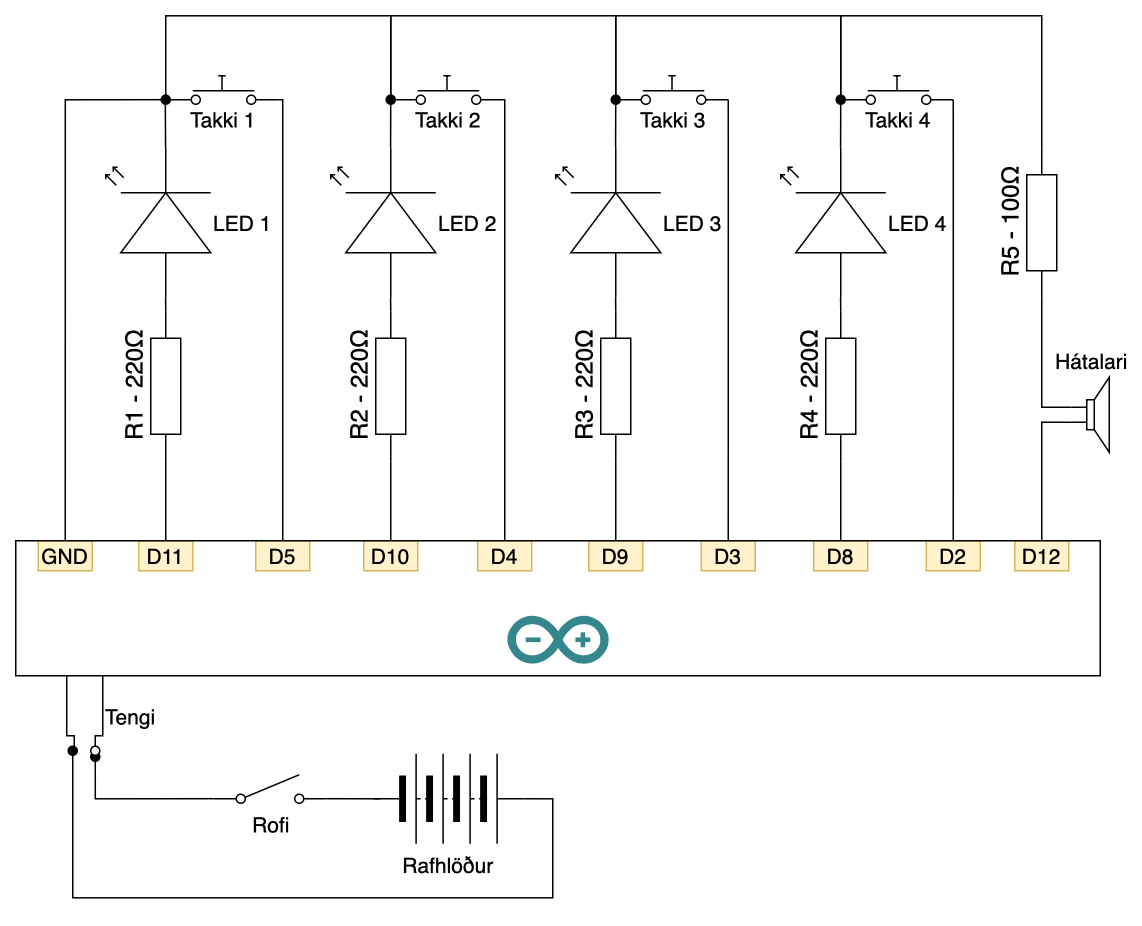 Takki 1
Takki 2
Takki 3
Takki 4
LED 1
LED 2
LED 3
LED 4
R5 - 100Ω
R1 - 220Ω
R2 - 220Ω
R3 - 220Ω
R4 - 220Ω
Hátalari
GND
D11
D5
D10
D4
D9
D3
D8
D2
D12
Tengi
Rofi
Rafhlöður